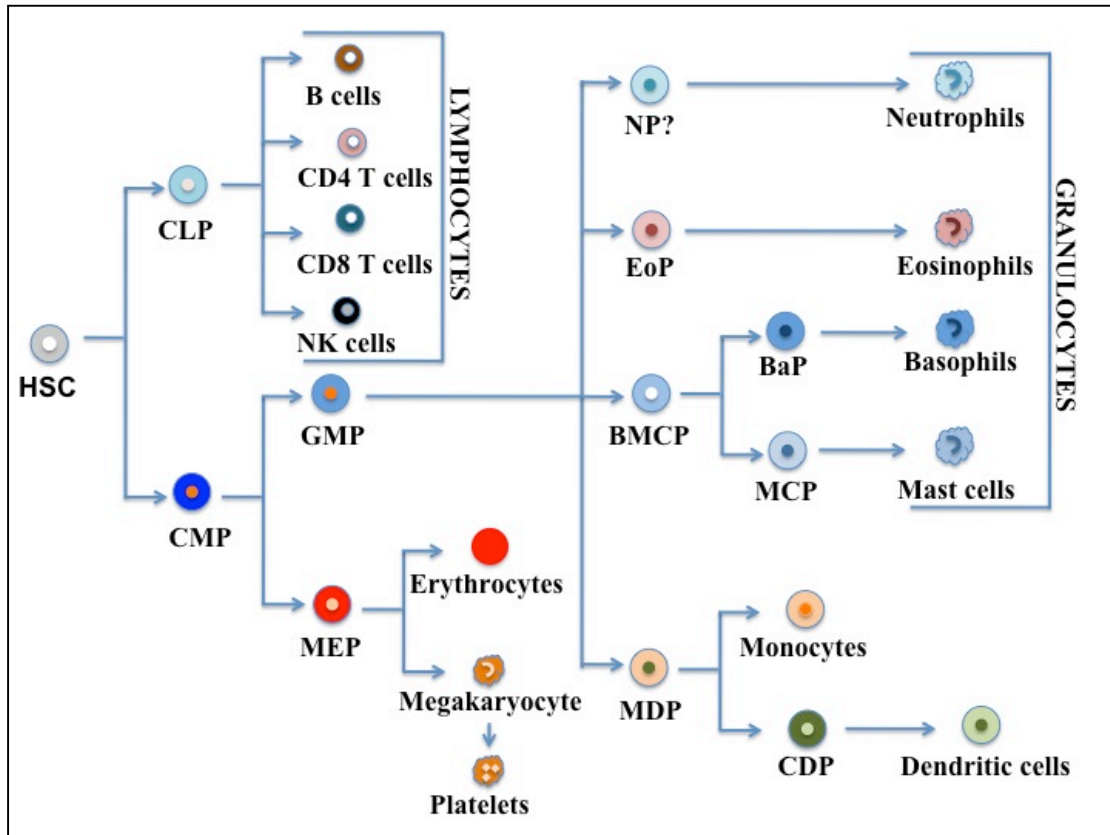 B cells
CD4 T cells
CD8 T cells
NK cells
LYMPHOCYTES
CLP
HSC
CMP
GMP
MEP
Erythrocytes
Megakaryocyte
Platelets
NP?
Neutrophils
EoP
Eosinophils
BMCP
BaP
Basophils
MCP
Mast cells
GRANULOCYTES
MDP
Monocytes
CDP
Dendritic cells